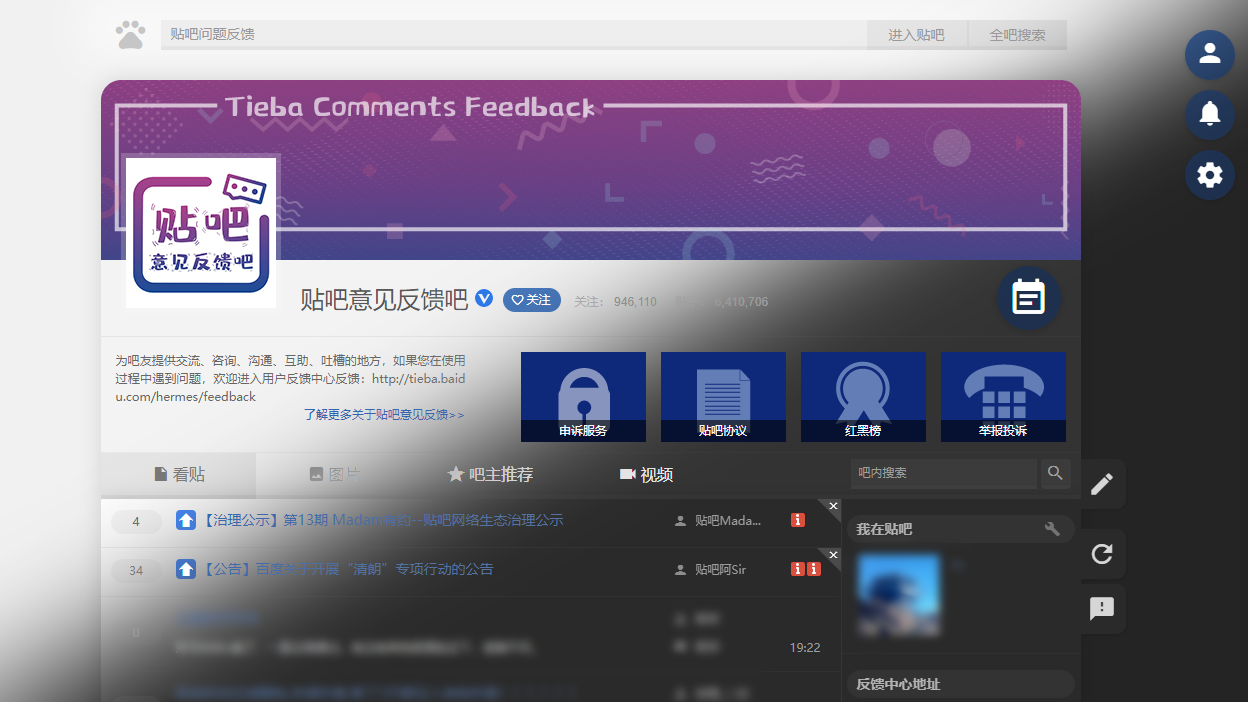 贴吧问题反馈
进入贴吧
全吧搜索
Tieba Comments Feedback
贴吧
意见反馈吧
贴吧意见反馈吧
关注
关注: 946,110
6,410,706
为吧友提供交流、咨询、沟通、互助、吐槽的地方，如果您在使用
过程中遇到问题，欢迎进入用户反馈中心反馈：http://tieba.baid
u.com/hermes/feedback
了解更多关于贴吧意见反馈>>
申诉服务
贴吧协议
红黑榜
举报投诉
看贴
图片
吧主推荐
视频
吧内搜索
4
【治理公示】第13期 Madam有约--贴吧网络生态治理公示
贴吧Mada...
34
【公告】百度关于开展“清朗”专项行动的公告
贴吧阿Sir
我在贴吧
0
19:22
反馈中心地址